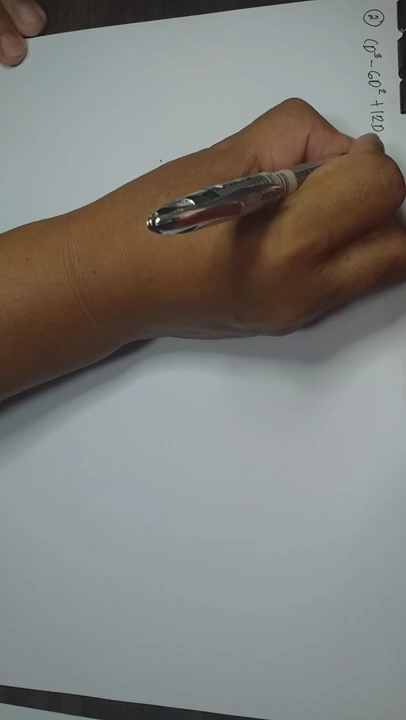 ② (D³ - 6D² + 12D